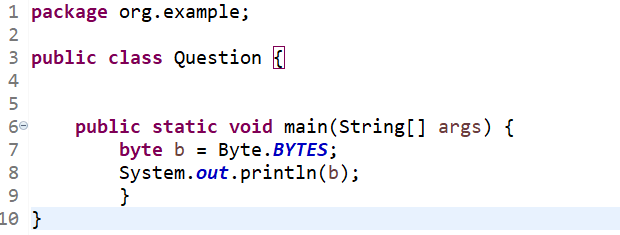 1 package org.example;
2
3 public class Question {
4
5
6 public static void main(String[] args) {
7 byte b = Byte.BYTES;
8 System.out.println(b);
9 }
10 }